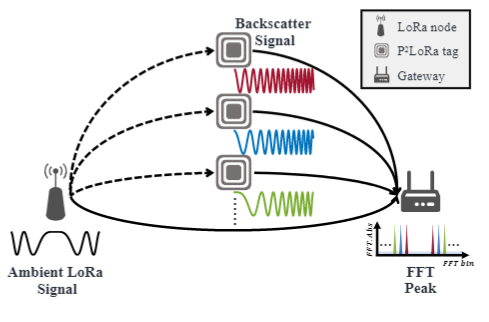 Backscatter
Signal
LoRa node
P²LoRa tag
Gateway
Ambient LoRa
Signal
FFT Abs
FFT bin
FFT
Peak